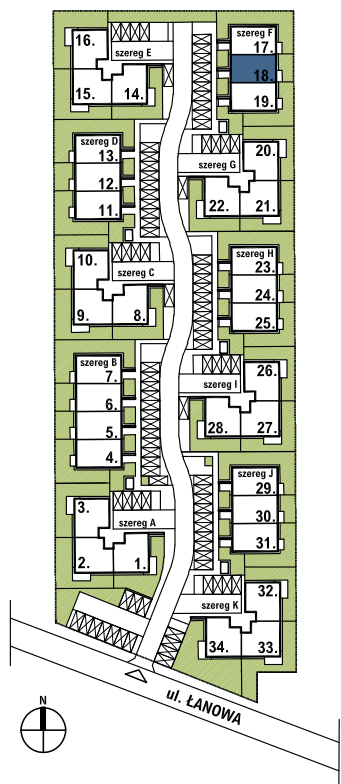 16.
szereg E
15.
14.
szereg F
17.
18.
19.
szereg D
13.
12.
11.
szereg G
20.
22.
21.
10.
szereg C
9.
8.
szereg H
23.
24.
25.
szereg B
7.
6.
5.
4.
szereg I
26.
28.
27.
3.
szereg A
2.
1.
szereg J
29.
30.
31.
szereg K
32.
34.
33.
ul. ŁANOWA
N